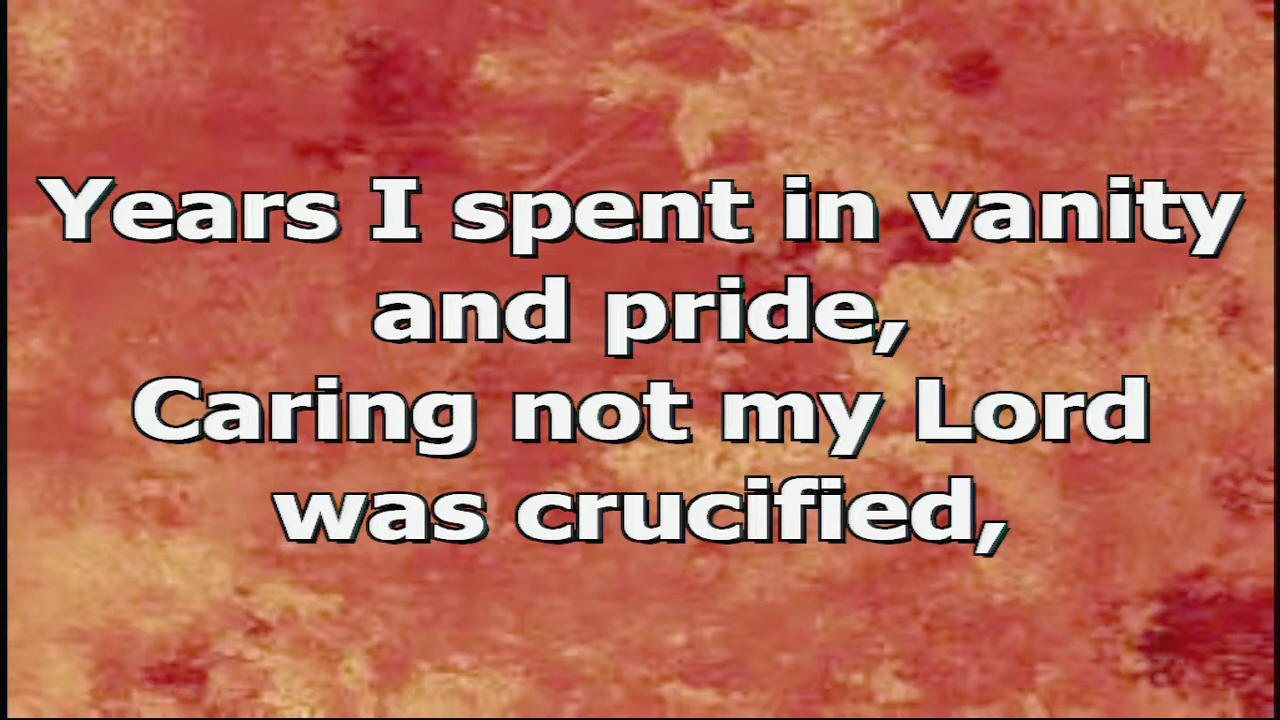 Years I spent in vanity
and pride,
Caring not my Lord
was crucified,